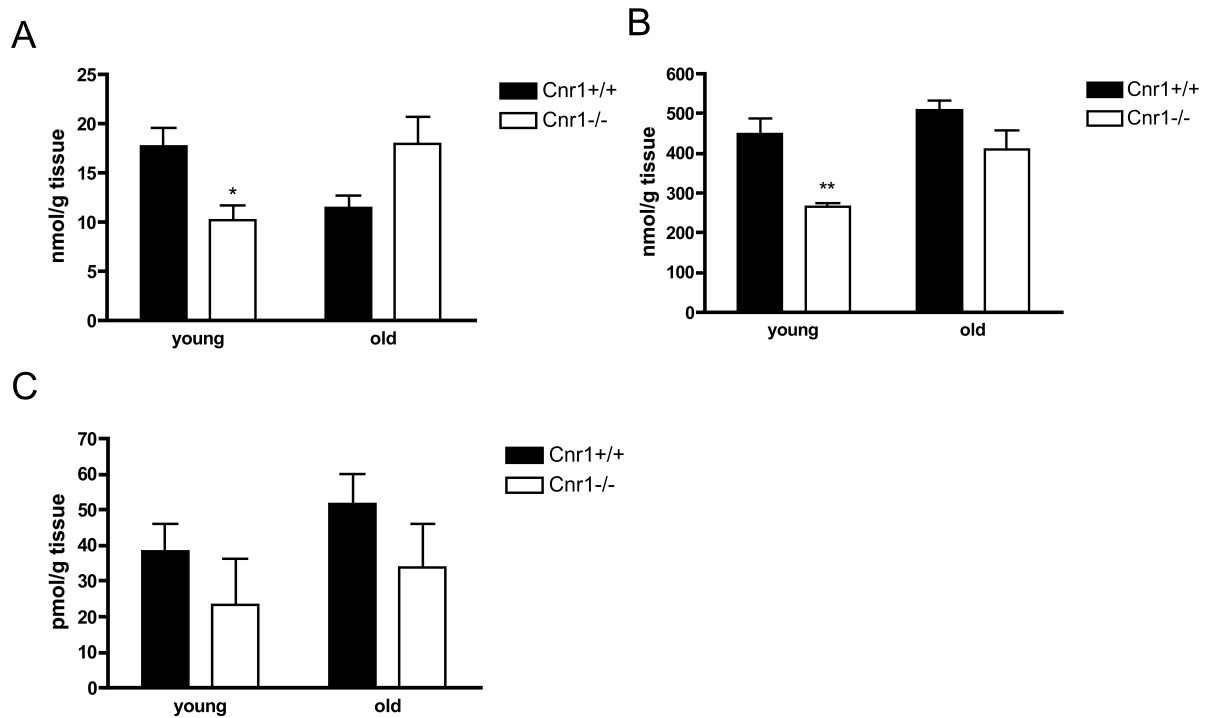 A
25
20
15
10
5
0
nmol/g tissue
*
young
old
Cnr1+/+
Cnr1-/-
B
600
500
400
300
200
100
0
nmol/g tissue
**
young
old
Cnr1+/+
Cnr1-/-
C
70
60
50
40
30
20
10
0
pmol/g tissue
young
old
Cnr1+/+
Cnr1-/-